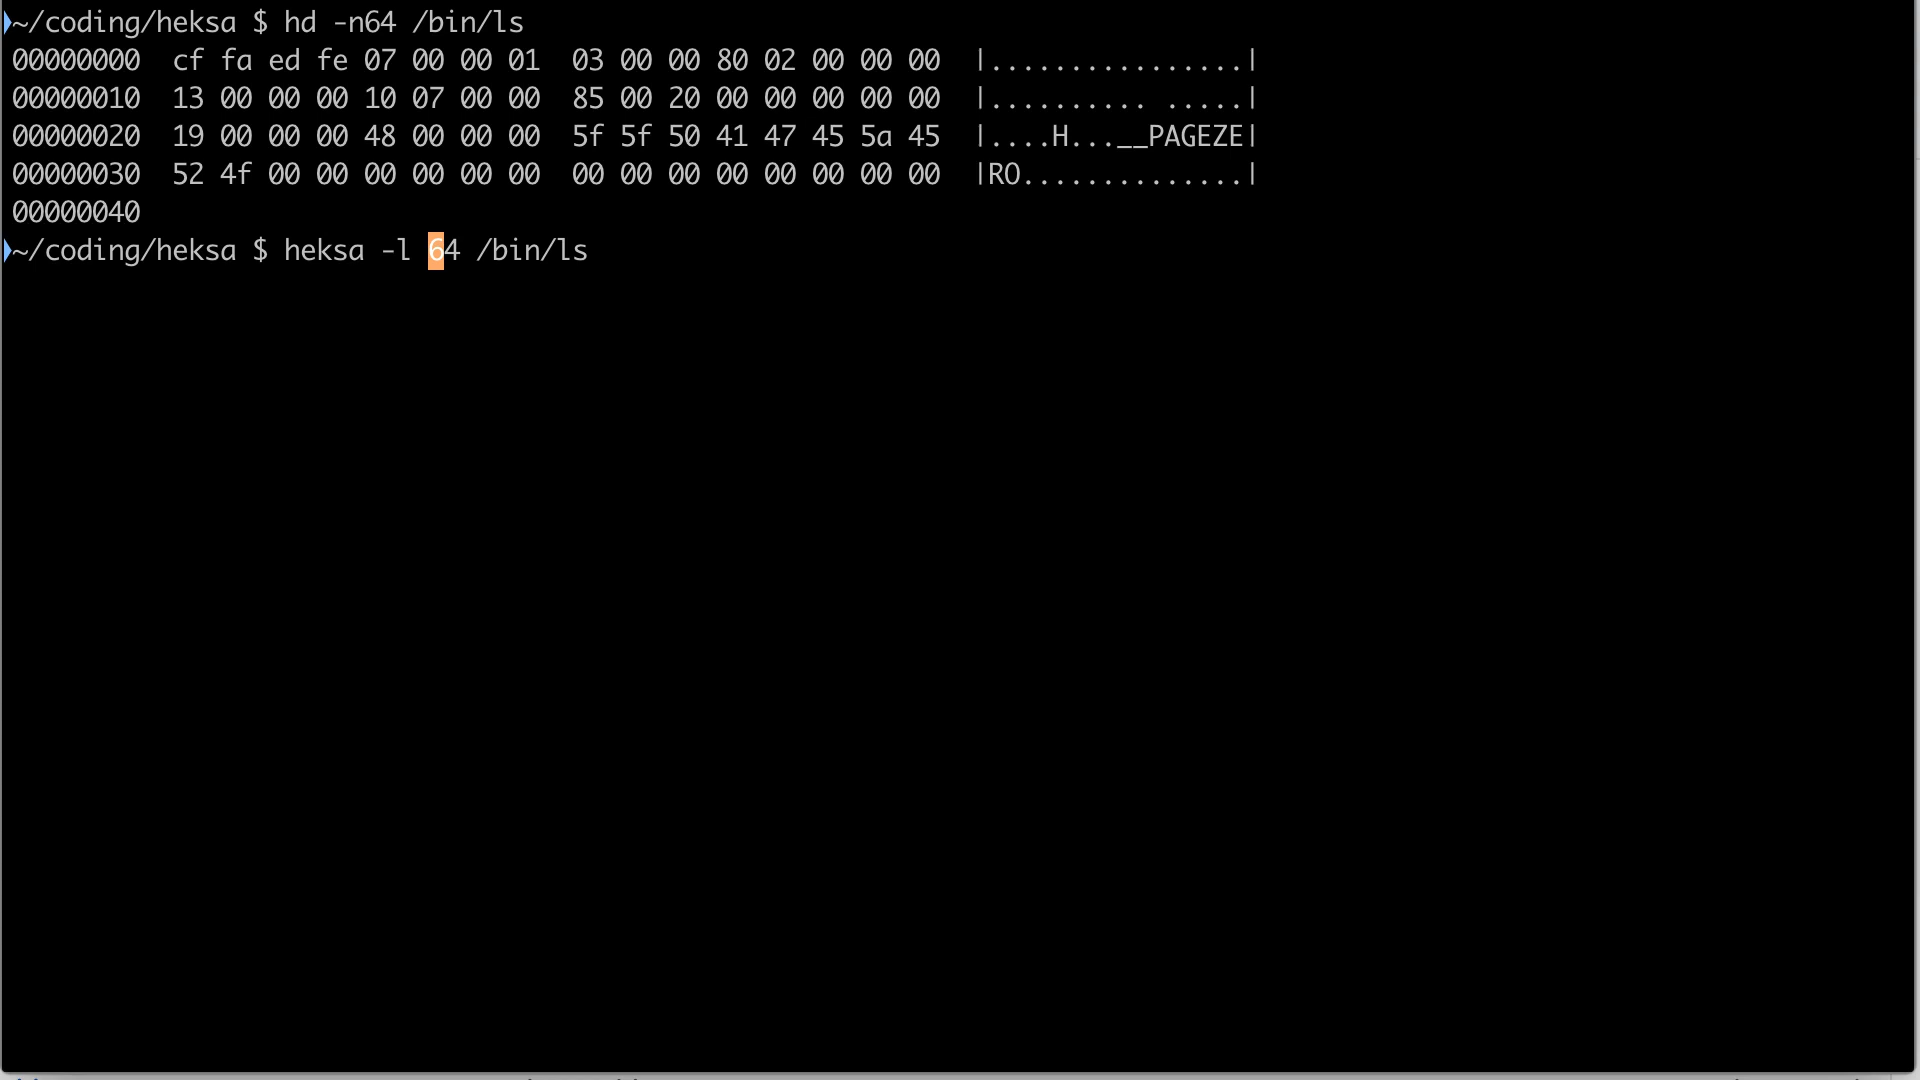 ~/coding/heksa $ hd -n64 /bin/ls
00000000  cf fa ed fe 07 00 00 01  03 00 00 80 02 00 00 00  |................|
00000010  13 00 00 00 10 07 00 00  85 00 20 00 00 00 00 00  |.......... .....|
00000020  19 00 00 00 48 00 00 00  5f 5f 50 41 47 45 5a 45  |....H...__PAGEZE|
00000030  52 4f 00 00 00 00 00 00  00 00 00 00 00 00 00 00  |RO..............|
00000040
~/coding/heksa $ heksa -l 64 /bin/ls